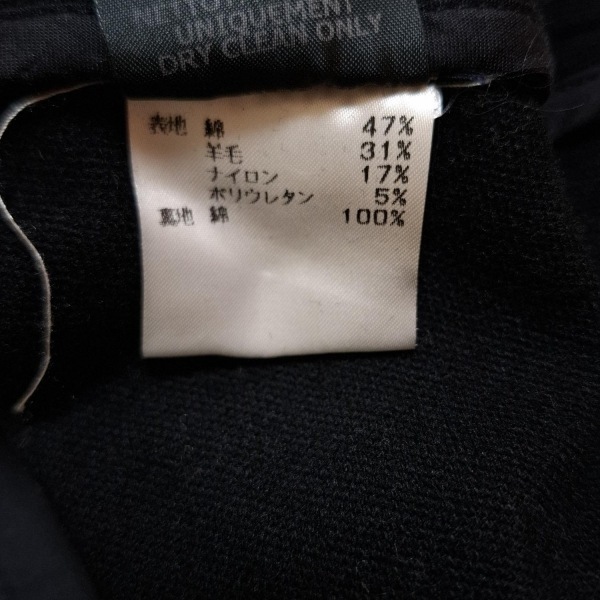 UNIQUEMENT
DRY CLEAN ONLY
表地 綿 47%
羊毛 31%
ナイロン 17%
ポリウレタン 5%
裏地 綿 100%